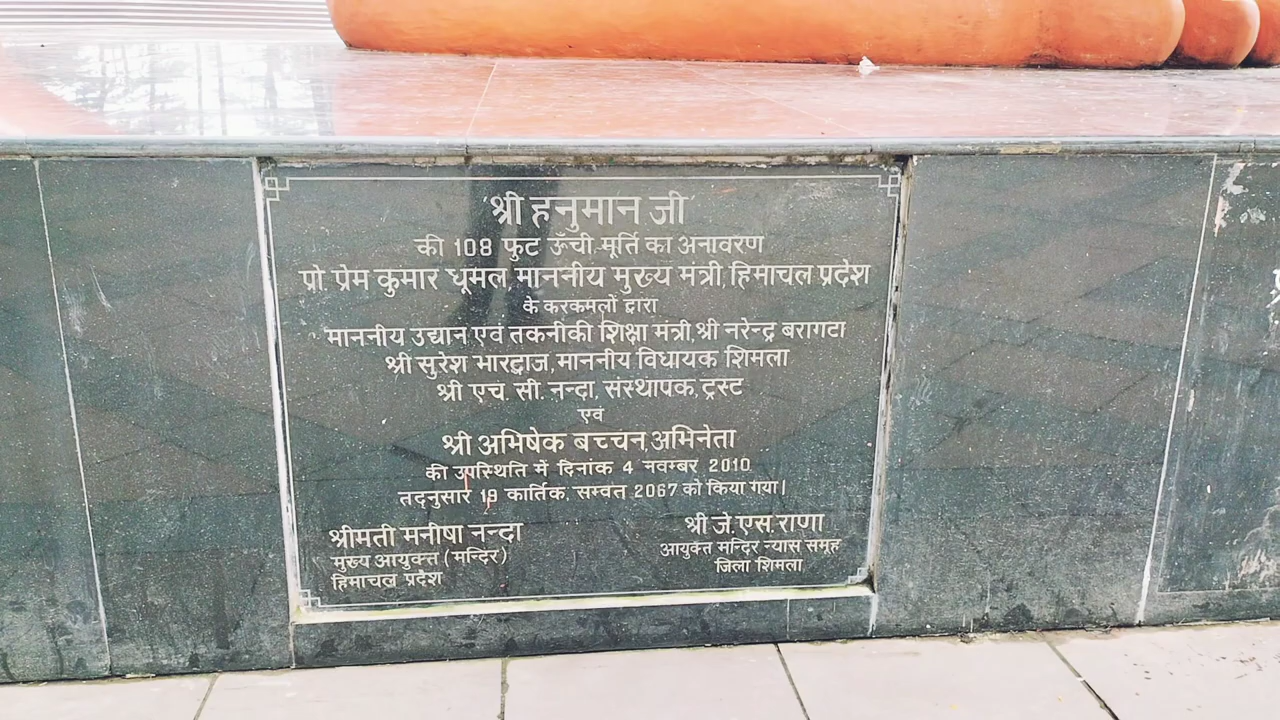 'श्री हनुमान जी'
की 108 फुट ऊँची मूर्ति का अनावरण
प्रो. प्रेम कुमार धूमल, माननीय मुख्य मंत्री, हिमाचल प्रदेश
के करकमलों द्वारा
माननीय उद्यान एवं तकनीकी शिक्षा मंत्री, श्री नरेन्द्र बरागटा
श्री सुरेश भारद्वाज, माननीय विधायक शिमला
श्री एच. सी. नन्दा, संस्थापक, ट्रस्ट
एवं
श्री अभिषेक बच्चन, अभिनेता
की उपस्थिति में दिनांक 4 नवम्बर 2010
तद्नुसार 19 कार्तिक, सम्वत 2067 को किया गया।
श्रीमती मनीषा नन्दा
मुख्य आयुक्त (मन्दिर)
हिमाचल प्रदेश
श्री जे. एस. राणा
आयुक्त मन्दिर न्यास समूह
जिला शिमला